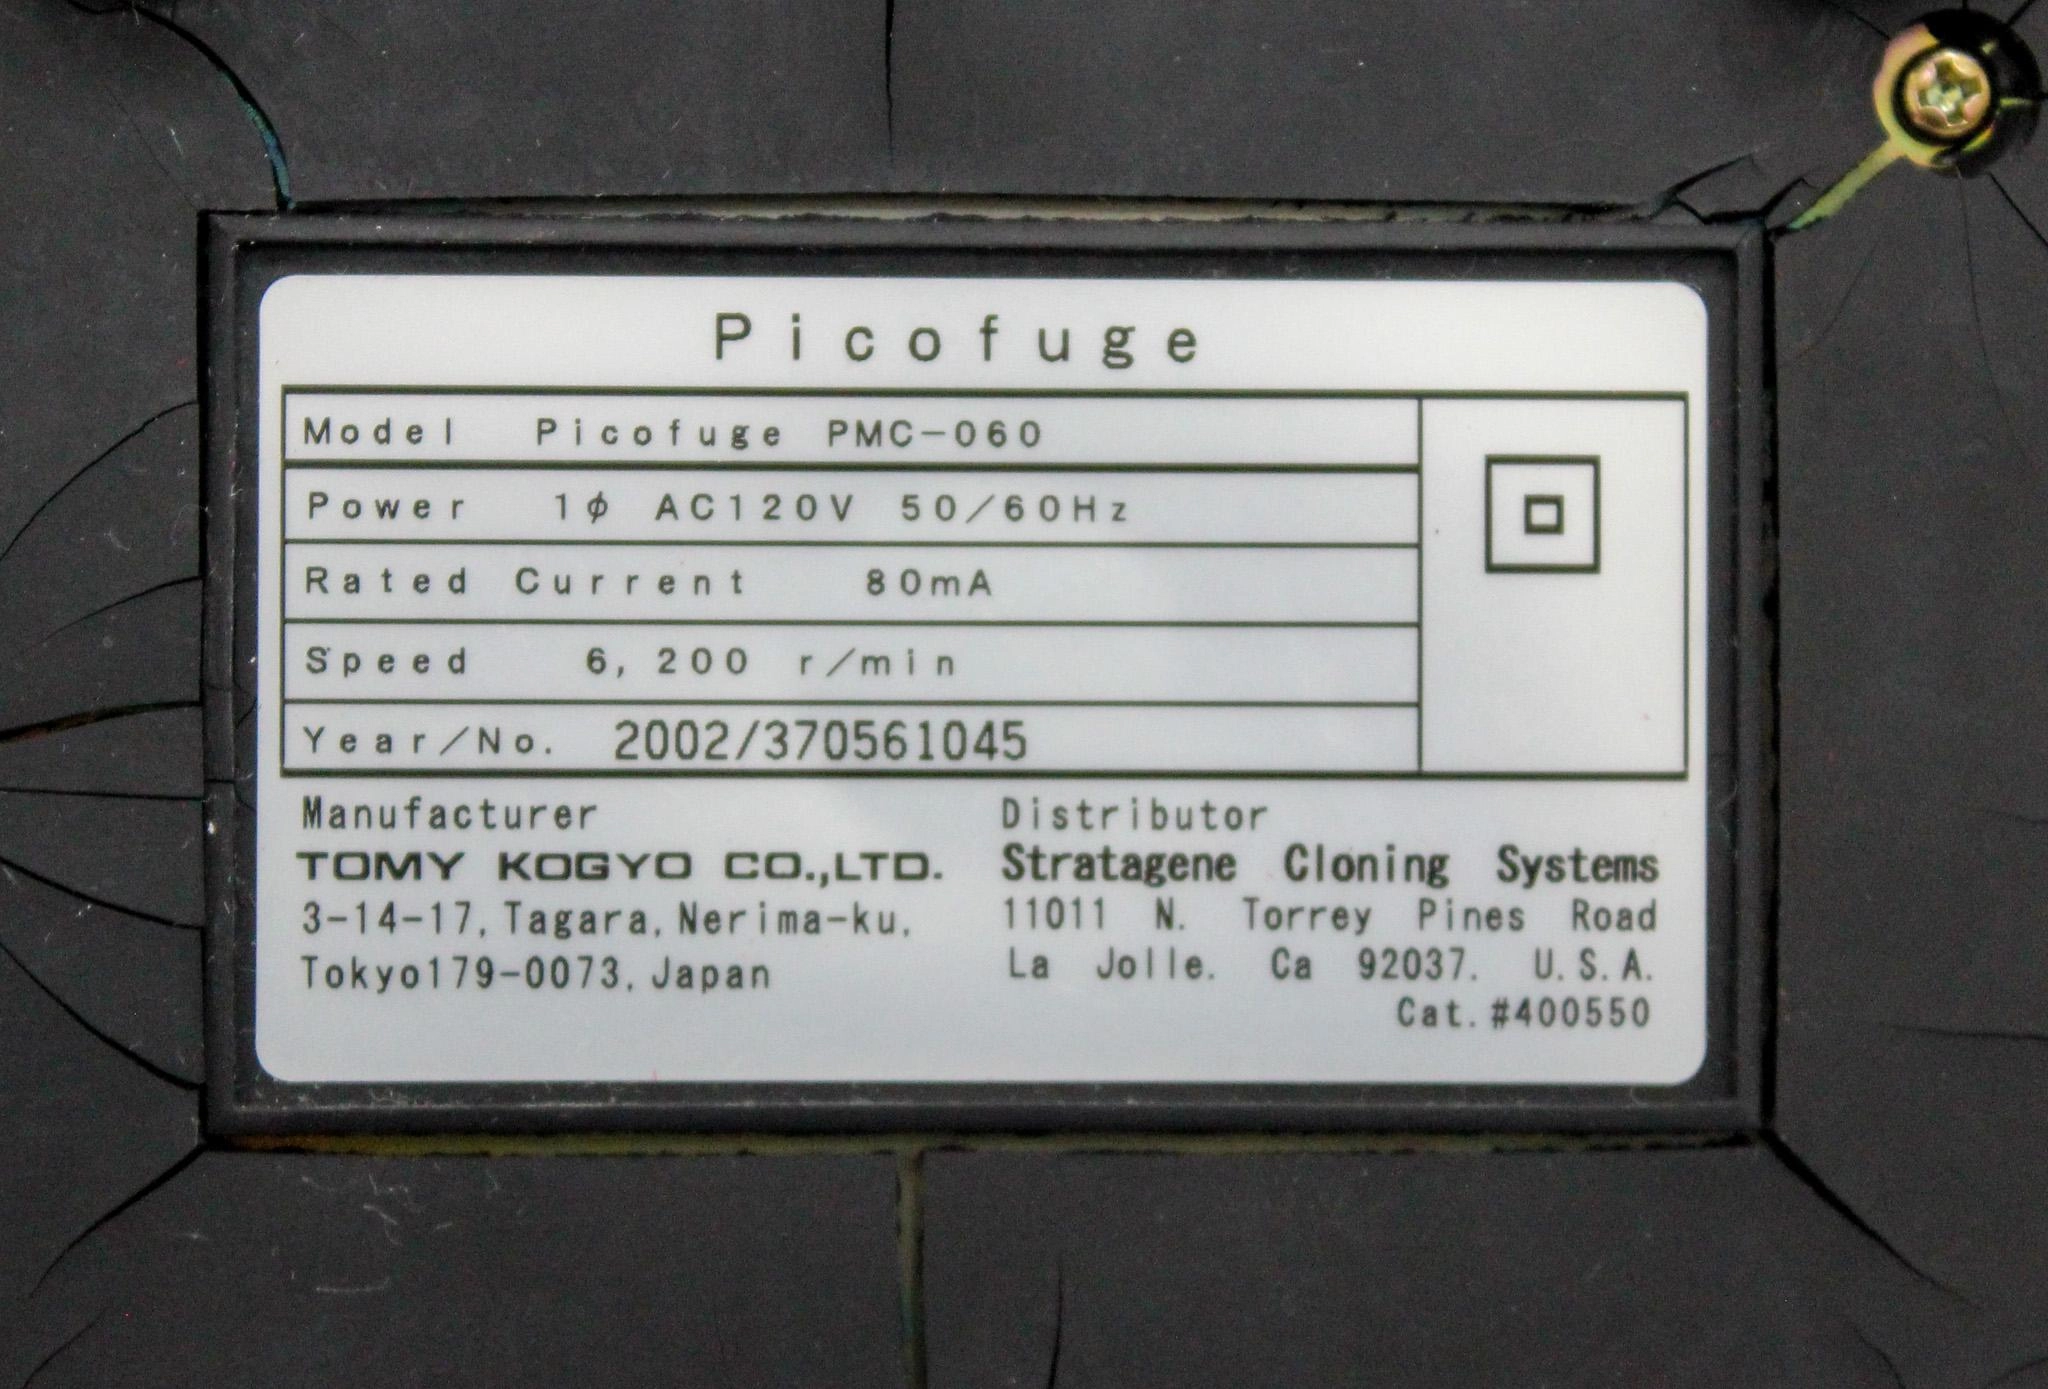 Picofuge
Model Picofuge PMC-060
Power 1φ AC120V 50/60Hz
Rated Current 80mA
Speed 6,200 r/min
Year/No. 2002/370561045
Manufacturer
TOMY KOGYO CO.,LTD.
3-14-17, Tagara, Nerima-ku,
Tokyo179-0073, Japan
Distributor
Stratagene Cloning Systems
11011 N. Torrey Pines Road
La Jolle. Ca 92037. U.S.A.
Cat.#400550